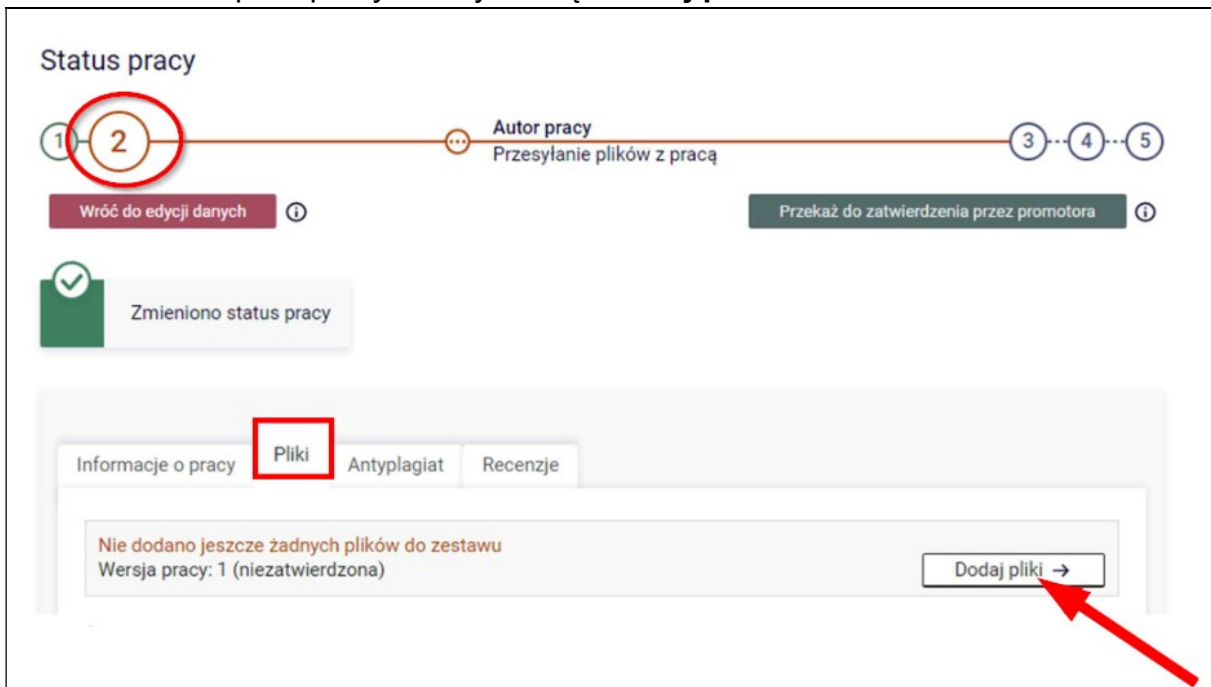 Status pracy
1 2 Autor pracy 3 4 5
Przesyłanie plików z pracą
Wróć do edycji danych Przekaż do zatwierdzenia przez promotora
Zmieniono status pracy
Informacje o pracy Pliki Antyplagiat Recenzje
Nie dodano jeszcze żadnych plików do zestawu
Wersja pracy: 1 (niezatwierdzona)
Dodaj pliki →